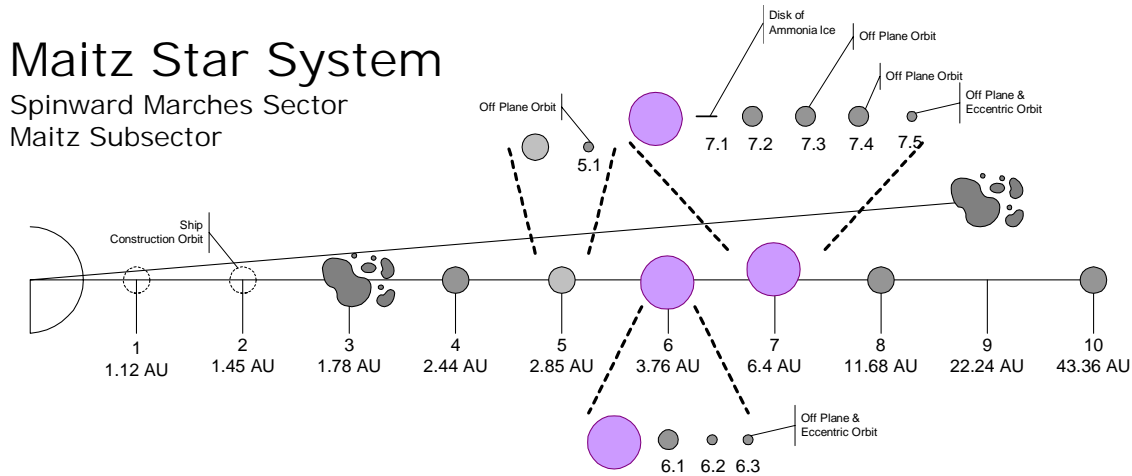 Maitz Star System
Spinward Marches Sector
Maitz Subsector
Disk of
Ammonia Ice
Off Plane Orbit
Off Plane Orbit
Off Plane &
Eccentric Orbit
7.1
7.2
7.3
7.4
7.5
Off Plane Orbit
5.1
Ship
Construction Orbit
1
1.12 AU
2
1.45 AU
3
1.78 AU
4
2.44 AU
5
2.85 AU
6
3.76 AU
7
6.4 AU
8
11.68 AU
9
22.24 AU
10
43.36 AU
Off Plane &
Eccentric Orbit
6.1
6.2
6.3